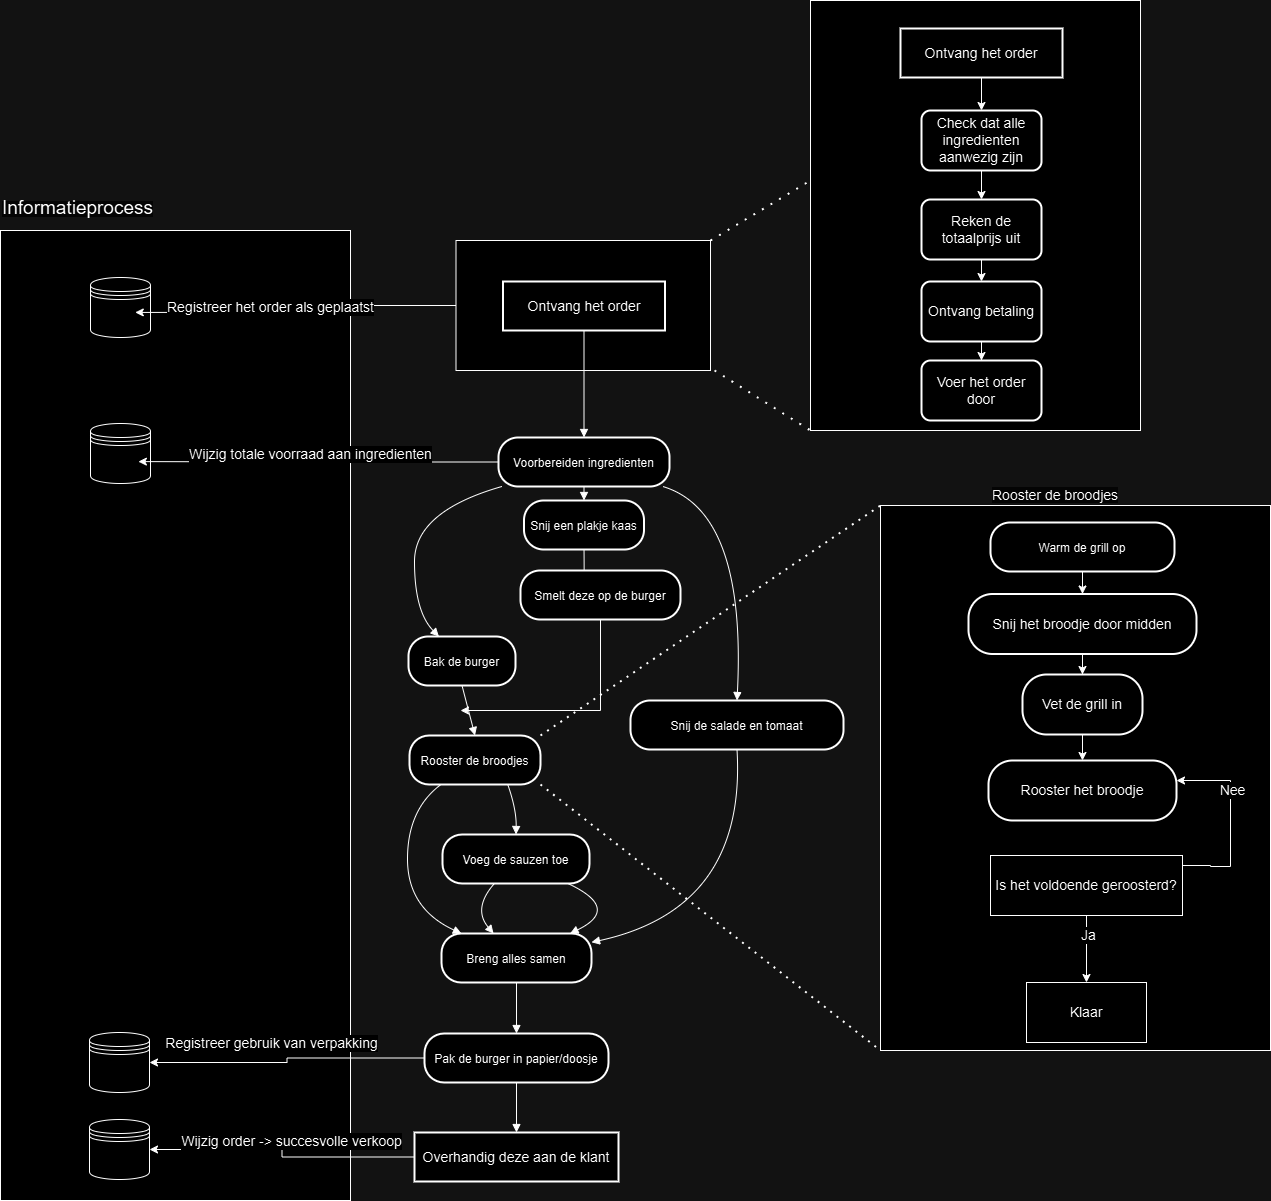 Ontvang het order
Check dat alle
ingredienten
aanwezig zijn
Reken de
totaalprijs uit
Ontvang betaling
Voer het order
door
Informatieprocess
Registreer het order als geplaatst
Ontvang het order
Wijzig totale voorraad aan ingredienten
Voorbereiden ingredienten
Snij een plakje kaas
Smelt deze op de burger
Bak de burger
Snij de salade en tomaat
Rooster de broodjes
Voeg de sauzen toe
Breng alles samen
Registreer gebruik van verpakking
Pak de burger in papier/doosje
Wijzig order -> succesvolle verkoop
Overhandig deze aan de klant
Rooster de broodjes
Warm de grill op
Snij het broodje door midden
Vet de grill in
Rooster het broodje
Nee
Is het voldoende geroosterd?
Ja
Klaar